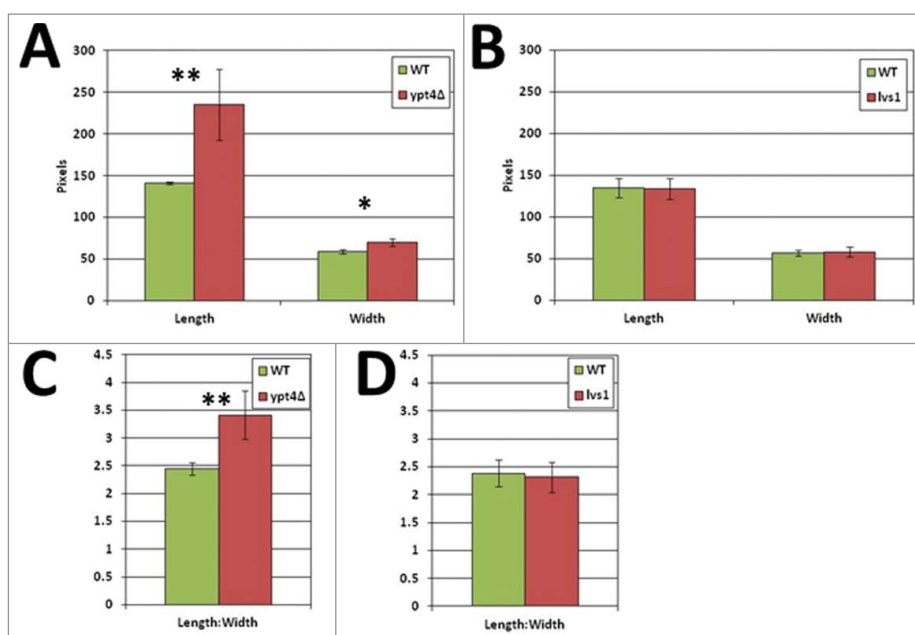 A
Pixels
300
250
200
150
100
50
0
**
*
WT
ypt4Δ
Length Width
B
Pixels
300
250
200
150
100
50
0
WT
lvs1
Length Width
C
4.5
4
3.5
3
2.5
2
1.5
1
0.5
0
**
WT
ypt4Δ
Length:Width
D
4.5
4
3.5
3
2.5
2
1.5
1
0.5
0
WT
lvs1
Length:Width